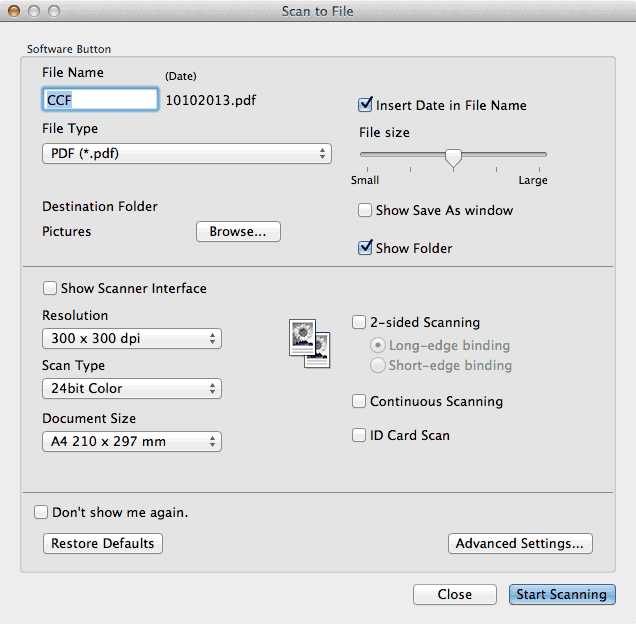 Scan to File
Software Button
File Name (Date)
CCF 10102013.pdf
Insert Date in File Name
File Type
File size
PDF (*.pdf)
Small Large
Destination Folder
Show Save As window
Pictures Browse...
Show Folder
Show Scanner Interface
Resolution
2-sided Scanning
300 x 300 dpi
Long-edge binding
Scan Type
Short-edge binding
24bit Color
Continuous Scanning
Document Size
ID Card Scan
A4 210 x 297 mm
Don't show me again.
Restore Defaults Advanced Settings...
Close Start Scanning